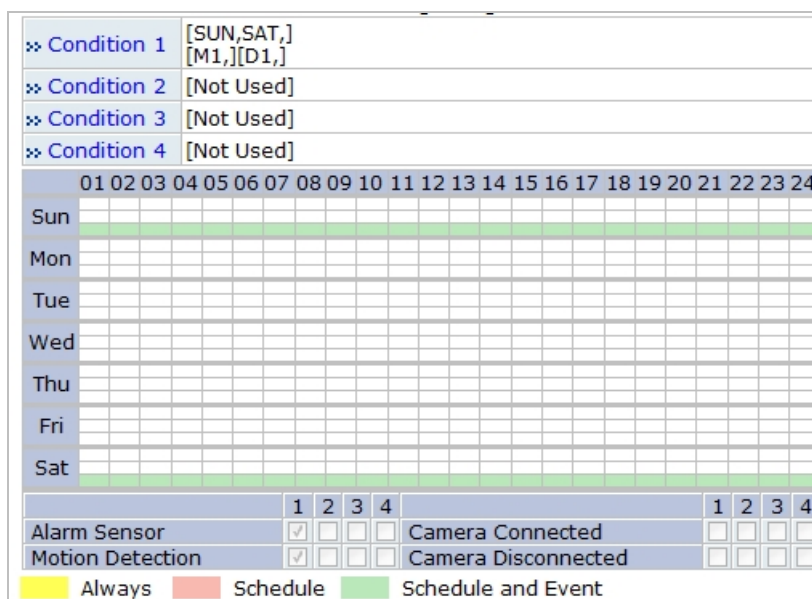 » Condition 1 [SUN,SAT,]
[M1,][D1,]
» Condition 2 [Not Used]
» Condition 3 [Not Used]
» Condition 4 [Not Used]
01 02 03 04 05 06 07 08 09 10 11 12 13 14 15 16 17 18 19 20 21 22 23 24
Sun
Mon
Tue
Wed
Thu
Fri
Sat
1 2 3 4 1 2 3 4
Alarm Sensor Camera Connected
Motion Detection Camera Disconnected
Always Schedule Schedule and Event